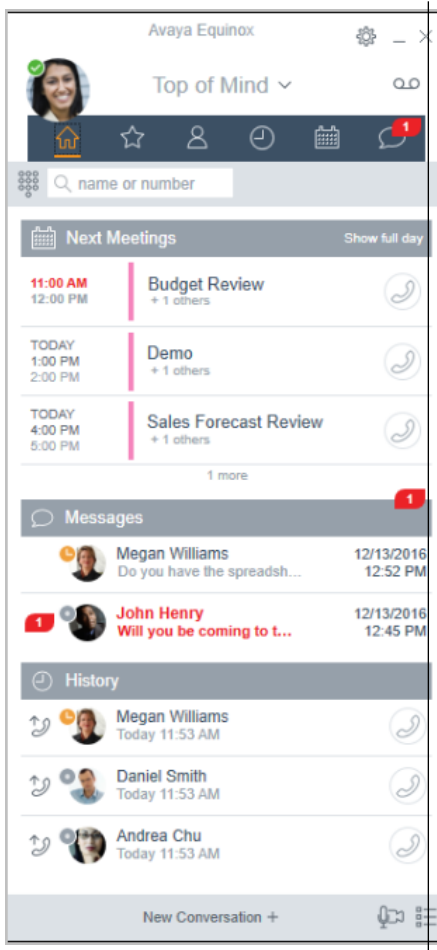 Avaya Equinox
Top of Mind
1
name or number
Next Meetings Show full day
11:00 AM
12:00 PM
Budget Review
+ 1 others
TODAY
1:00 PM
2:00 PM
Demo
+ 1 others
TODAY
4:00 PM
5:00 PM
Sales Forecast Review
+ 1 others
1 more
1
Messages
Megan Williams
Do you have the spreadsh...
12/13/2016
12:52 PM
1
John Henry
Will you be coming to t...
12/13/2016
12:45 PM
History
Megan Williams
Today 11:53 AM
Daniel Smith
Today 11:53 AM
Andrea Chu
Today 11:53 AM
New Conversation +